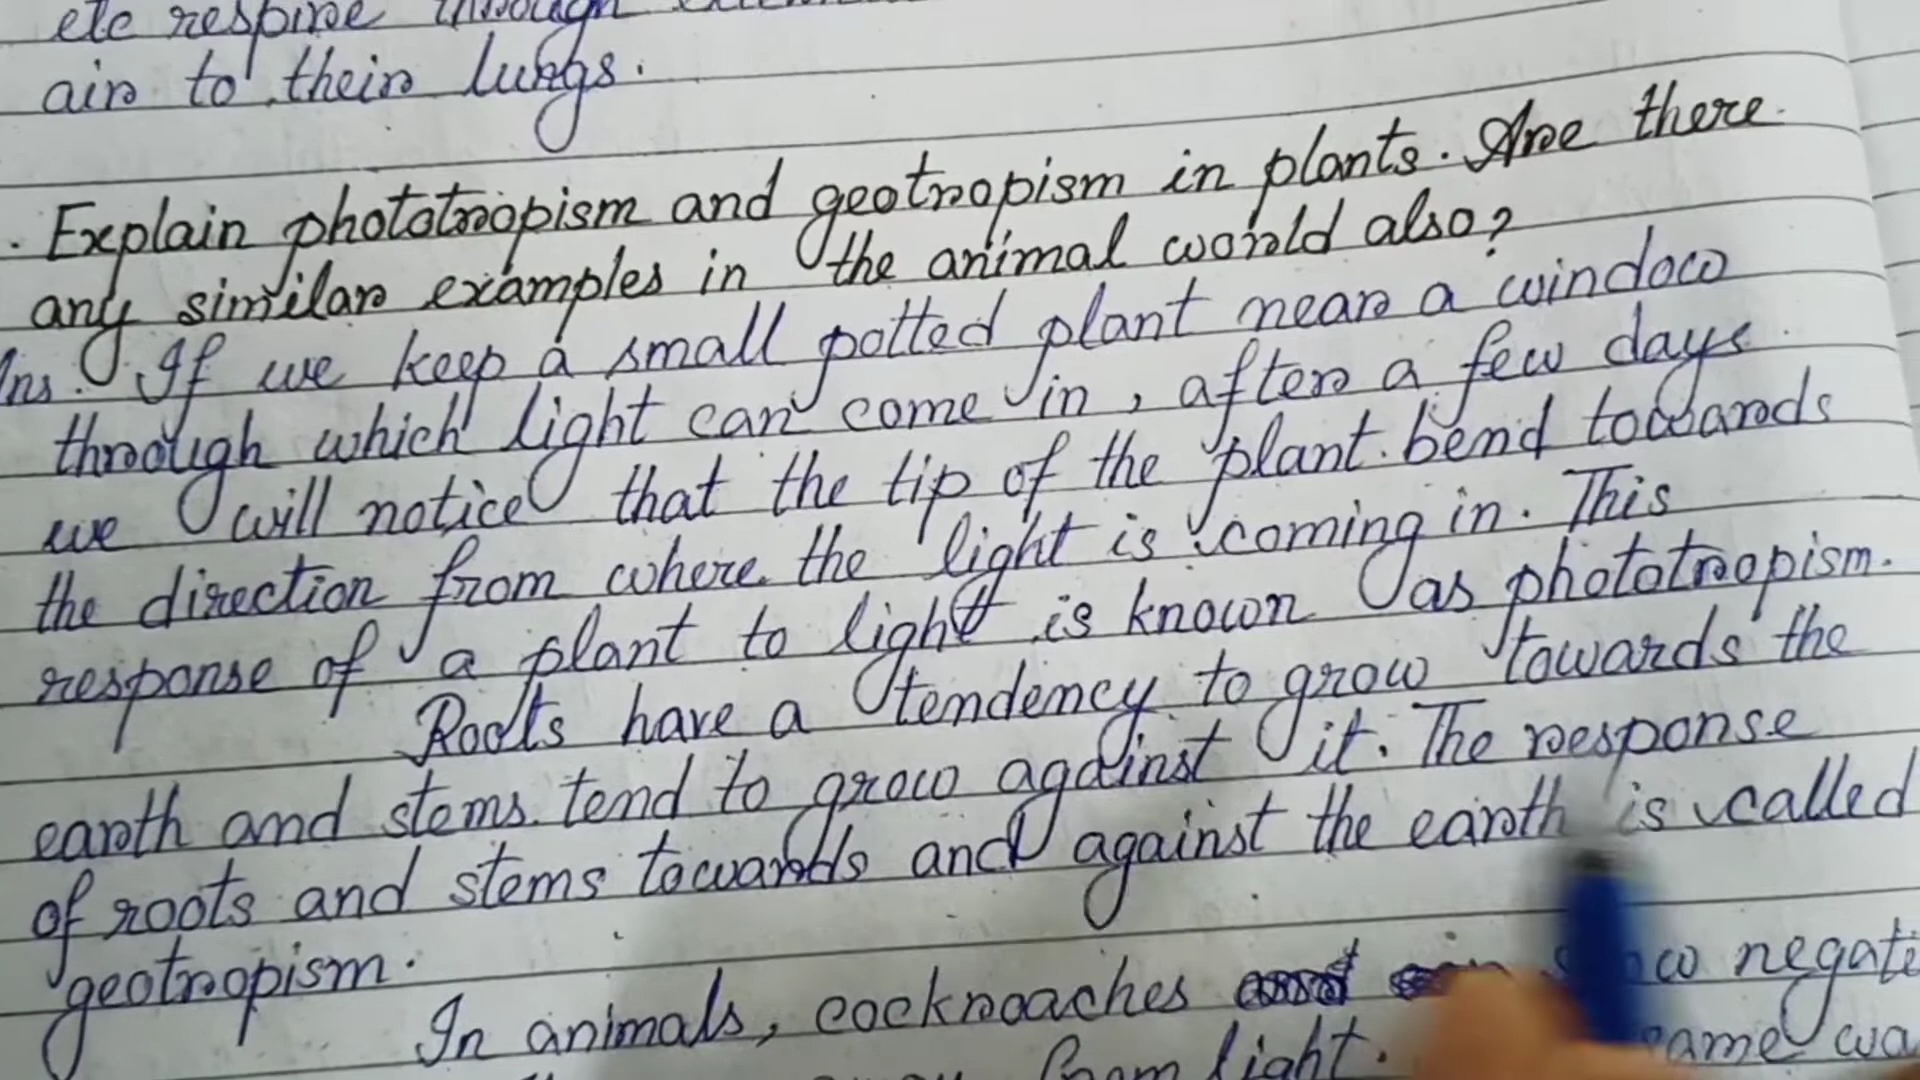 etc respire through
air to their lungs.
. Explain phototropism and geotropism in plants. Are there
any similar examples in the animal world also?
Ans. If we keep a small potted plant near a window
through which light can come in, after a few days
we will notice that the tip of the plant bend towards
the direction from where the light is coming in. This
response of a plant to light is known as phototropism.
Roots have a tendency to grow towards the
earth and stems tend to grow against it. The response
of roots and stems towards and against the earth is called
geotropism.
In animals, cockroaches negati
from light. same wa